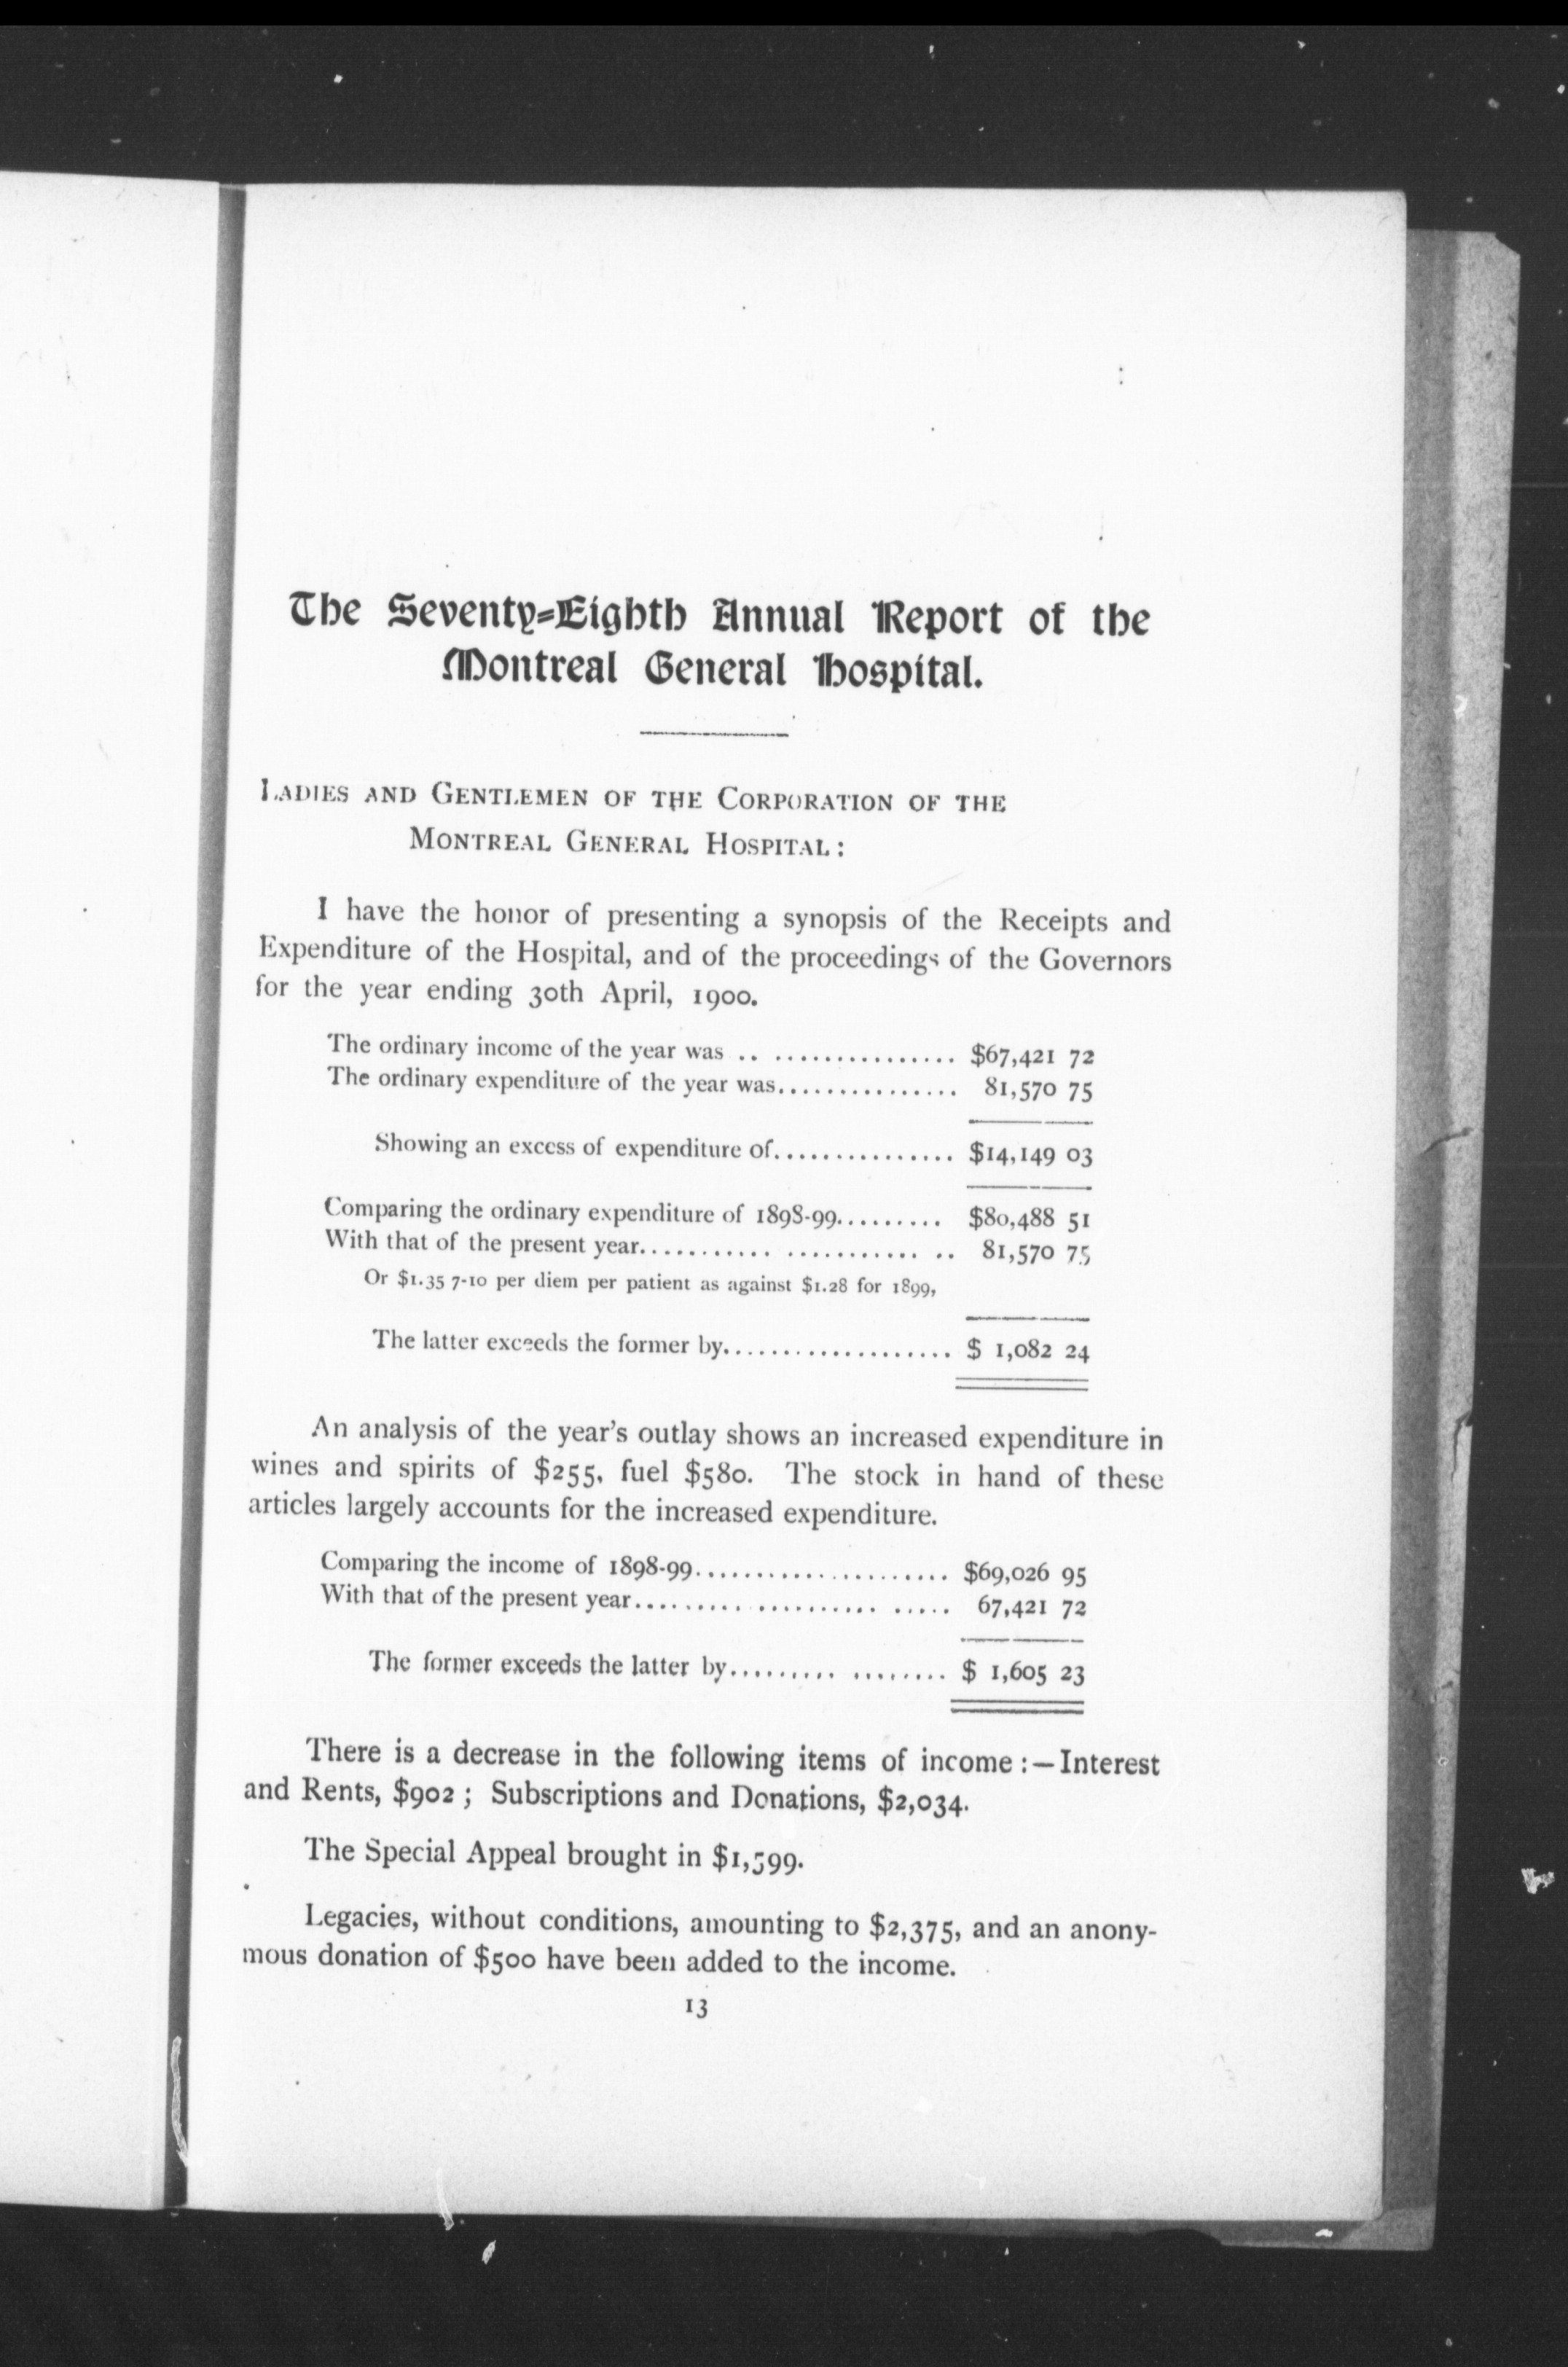 The Seventy-Eighth Annual Report of the
Montreal General Hospital.
LADIES AND GENTLEMEN OF THE CORPORATION OF THE
MONTREAL GENERAL HOSPITAL:
I have the honor of presenting a synopsis of the Receipts and
Expenditure of the Hospital, and of the proceedings of the Governors
for the year ending 30th April, 1900.
The ordinary income of the year was .. ............... $67,421 72
The ordinary expenditure of the year was............... 81,570 75
Showing an excess of expenditure of............... $14,149 03
Comparing the ordinary expenditure of 1898-99......... $80,488 51
With that of the present year........... ........... .. 81,570 75
Or $1.35 7-10 per diem per patient as against $1.28 for 1899,
The latter exceeds the former by................... $ 1,082 24
An analysis of the year's outlay shows an increased expenditure in
wines and spirits of $255, fuel $580. The stock in hand of these
articles largely accounts for the increased expenditure.
Comparing the income of 1898-99..................... $69,026 95
With that of the present year......... .......... ..... 67,421 72
The former exceeds the latter by......... ........ $ 1,605 23
There is a decrease in the following items of income:—Interest
and Rents, $902; Subscriptions and Donations, $2,034.
The Special Appeal brought in $1,599.
Legacies, without conditions, amounting to $2,375, and an anony-
mous donation of $500 have been added to the income.
13